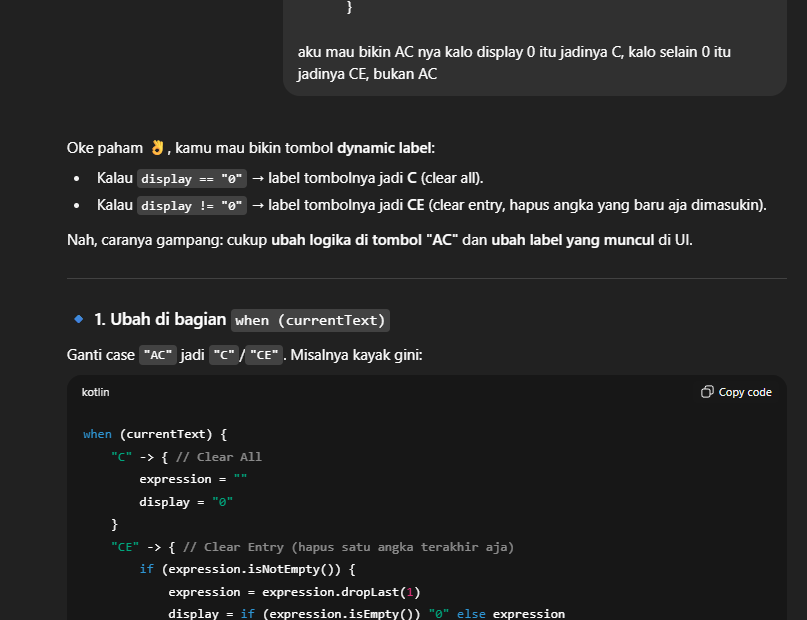 }
aku mau bikin AC nya kalo display 0 itu jadinya C, kalo selain 0 itu
jadinya CE, bukan AC
Oke paham 👌, kamu mau bikin tombol dynamic label:
• Kalau display == "0" → label tombolnya jadi C (clear all).
• Kalau display != "0" → label tombolnya jadi CE (clear entry, hapus angka yang baru aja dimasukin).
Nah, caranya gampang: cukup ubah logika di tombol "AC" dan ubah label yang muncul di UI.
🔹 1. Ubah di bagian when (currentText)
Ganti case "AC" jadi "C"/"CE". Misalnya kayak gini:
kotlin
Copy code
when (currentText) {
    "C" -> { // Clear All
        expression = ""
        display = "0"
    }
    "CE" -> { // Clear Entry (hapus satu angka terakhir aja)
        if (expression.isNotEmpty()) {
            expression = expression.dropLast(1)
            display = if (expression.isEmpty()) "0" else expression